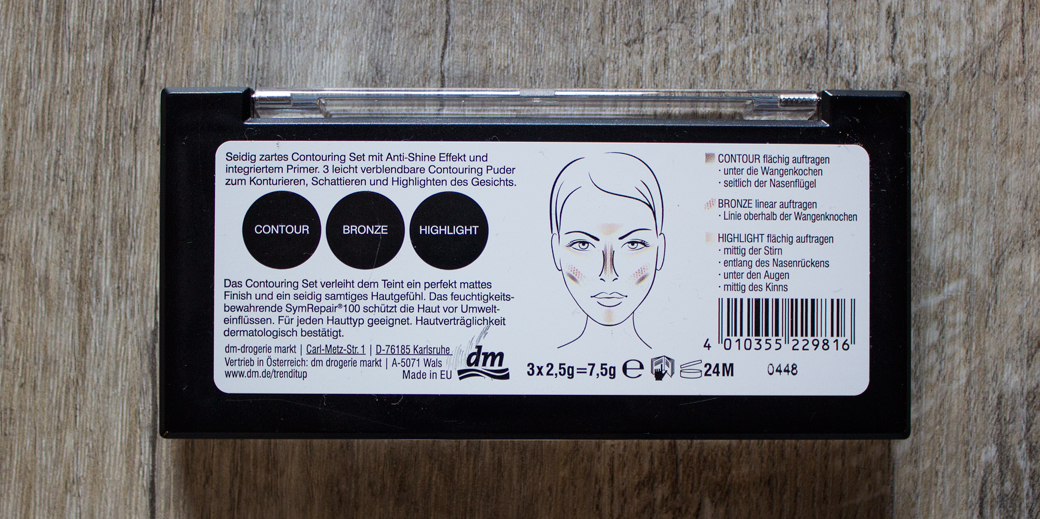 Seidig zartes Contouring Set mit Anti-Shine Effekt und
integriertem Primer. 3 leicht verblendbare Contouring Puder
zum Konturieren, Schattieren und Highlighten des Gesichts.
CONTOUR
BRONZE
HIGHLIGHT
Das Contouring Set verleiht dem Teint ein perfekt mattes
Finish und ein seidig samtiges Hautgefühl. Das feuchtigkeits-
bewahrende SymRepair®100 schützt die Haut vor Umwelt-
einflüssen. Für jeden Hauttyp geeignet. Hautverträglichkeit
dermatologisch bestätigt.
dm-drogerie markt | Carl-Metz-Str. 1 | D-76185 Karlsruhe
Vertrieb in Österreich: dm drogerie markt | A-5071 Wals
www.dm.de/trenditup Made in EU
dm
CONTOUR flächig auftragen
· unter die Wangenkochen
· seitlich der Nasenflügel
BRONZE linear auftragen
· Linie oberhalb der Wangenknochen
HIGHLIGHT flächig auftragen
· mittig der Stirn
· entlang des Nasenrückens
· unter den Augen
· mittig des Kinns
4 010355 229816
3x2,5g=7,5g ℮ 24M 0448